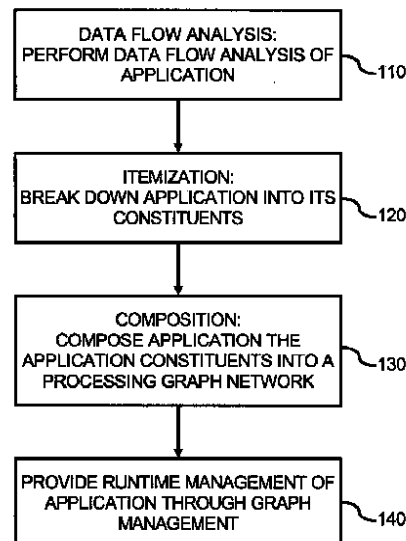 DATA FLOW ANALYSIS:
PERFORM DATA FLOW ANALYSIS OF
APPLICATION
110
ITEMIZATION:
BREAK DOWN APPLICATION INTO ITS
CONSTITUENTS
120
COMPOSITION:
COMPOSE APPLICATION THE
APPLICATION CONSTITUENTS INTO A
PROCESSING GRAPH NETWORK
130
PROVIDE RUNTIME MANAGEMENT OF
APPLICATION THROUGH GRAPH
MANAGEMENT
140